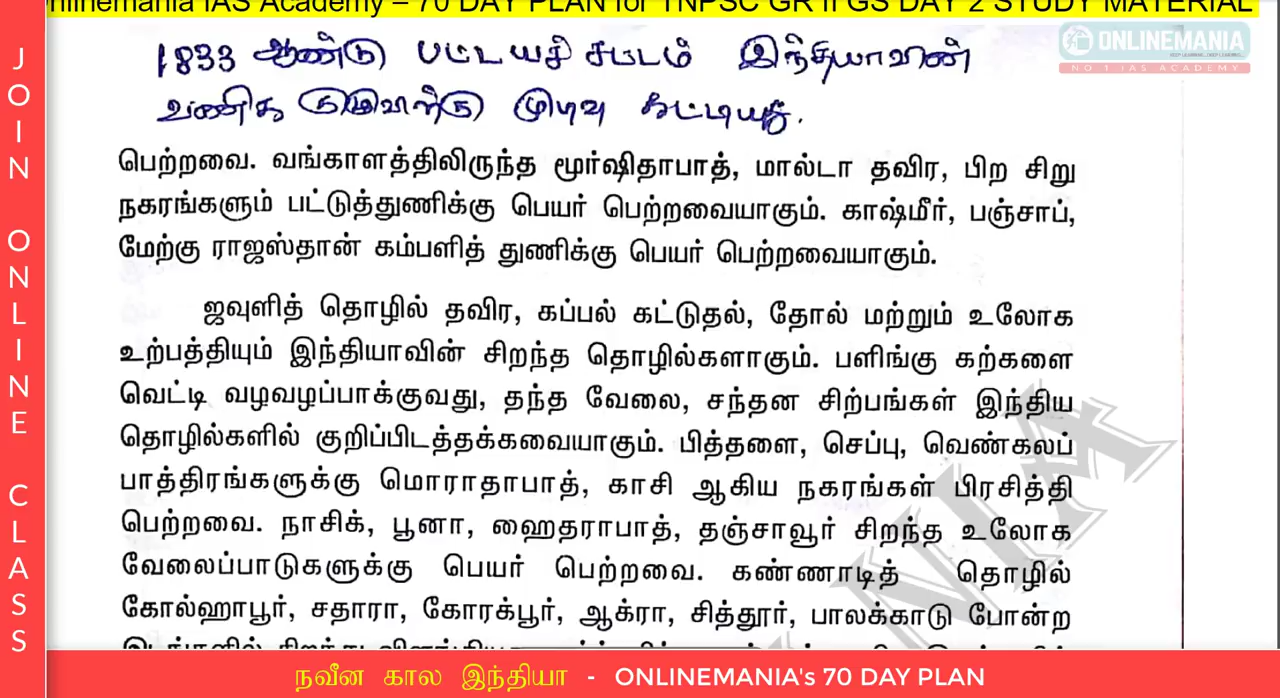 Onlinemania IAS Academy – 70 DAY PLAN for TNPSC GR II GS DAY 2 STUDY MATERIAL
ONLINEMANIA
NO 1 IAS ACADEMY
1833 ஆண்டு பட்டயச் சட்டம் இந்தியாவின்
வணிக முடிவு கட்டியது.
பெற்றவை. வங்காளத்திலிருந்த மூர்ஷிதாபாத், மால்டா தவிர, பிற சிறு
நகரங்களும் பட்டுத்துணிக்கு பெயர் பெற்றவையாகும். காஷ்மீர், பஞ்சாப்,
மேற்கு ராஜஸ்தான் கம்பளித் துணிக்கு பெயர் பெற்றவையாகும்.
ஜவுளித் தொழில் தவிர, கப்பல் கட்டுதல், தோல் மற்றும் உலோக
உற்பத்தியும் இந்தியாவின் சிறந்த தொழில்களாகும். பளிங்கு கற்களை
வெட்டி வழவழப்பாக்குவது, தந்த வேலை, சந்தன சிற்பங்கள் இந்திய
தொழில்களில் குறிப்பிடத்தக்கவையாகும். பித்தளை, செப்பு, வெண்கலப்
பாத்திரங்களுக்கு மொராதாபாத், காசி ஆகிய நகரங்கள் பிரசித்தி
பெற்றவை. நாசிக், பூனா, ஹைதராபாத், தஞ்சாவூர் சிறந்த உலோக
வேலைப்பாடுகளுக்கு பெயர் பெற்றவை. கண்ணாடித் தொழில்
கோல்ஹாபூர், சதாரா, கோரக்பூர், ஆக்ரா, சித்தூர், பாலக்காடு போன்ற
JOIN ONLINE CLASS
நவீன கால இந்தியா - ONLINEMANIA's 70 DAY PLAN